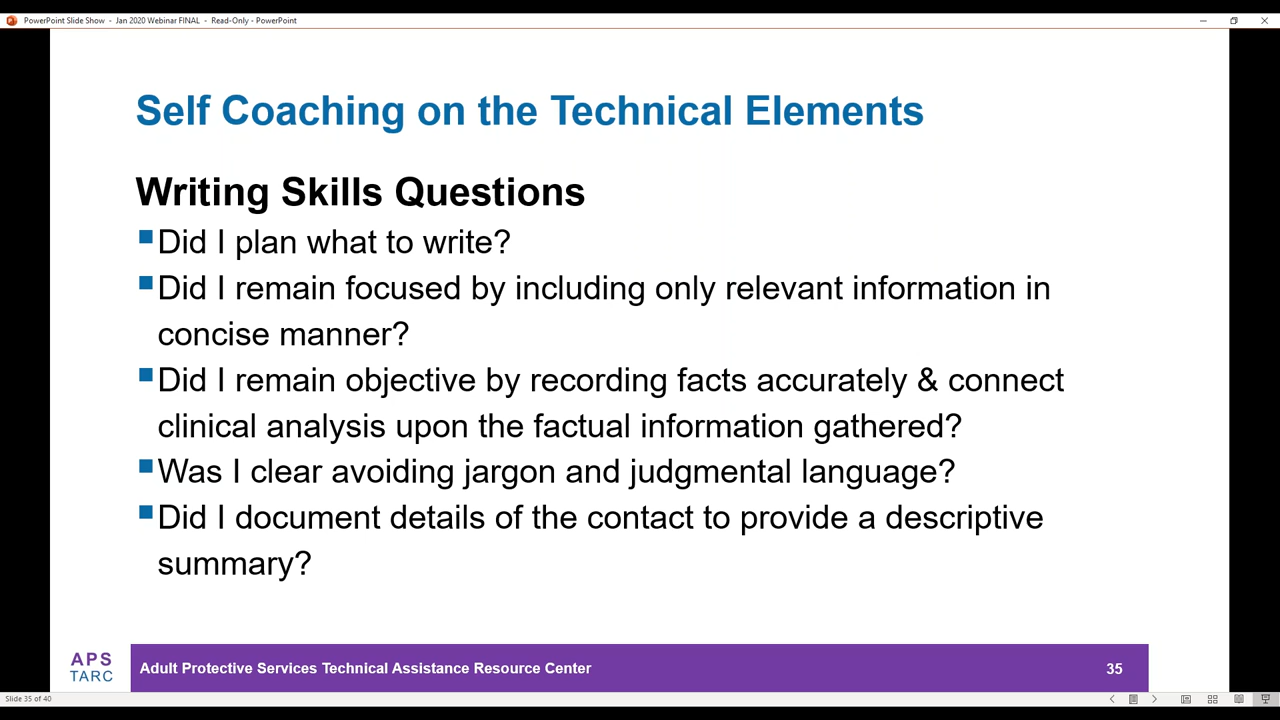 PowerPoint Slide Show - Jan 2020 Webinar FINAL - Read-Only - PowerPoint
Self Coaching on the Technical Elements
Writing Skills Questions
Did I plan what to write?
Did I remain focused by including only relevant information in
concise manner?
Did I remain objective by recording facts accurately & connect
clinical analysis upon the factual information gathered?
Was I clear avoiding jargon and judgmental language?
Did I document details of the contact to provide a descriptive
summary?
APS
TARC
Adult Protective Services Technical Assistance Resource Center
35
Slide 35 of 40